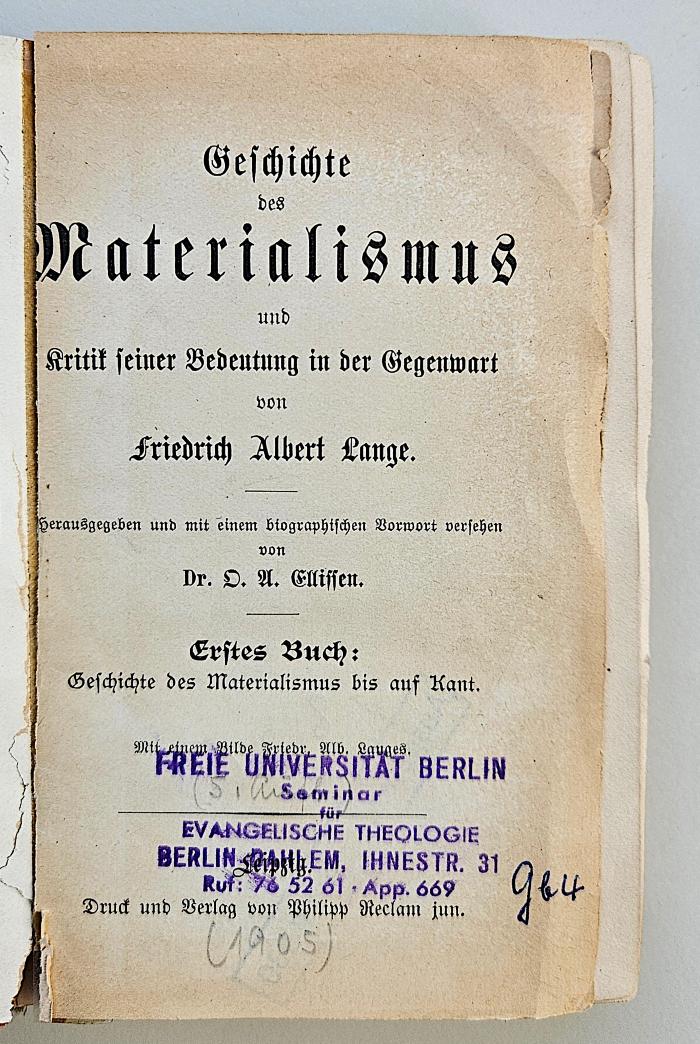 Geschichte
des
Materialismus
und
Kritik seiner Bedeutung in der Gegenwart
von
Friedrich Albert Lange.
Herausgegeben und mit einem biographischen Vorwort versehen
von
Dr. O. A. Ellissen.
Erstes Buch:
Geschichte des Materialismus bis auf Kant.
Mit einem Bilde Friedr. Alb. Langes.
FREIE UNIVERSITÄT BERLIN
Seminar
für
EVANGELISCHE THEOLOGIE
BERLIN-DAHLEM, IHNESTR. 31
Leipzig.
Ruf: 76 52 61 · App. 669
Druck und Verlag von Philipp Reclam jun.
(1905)